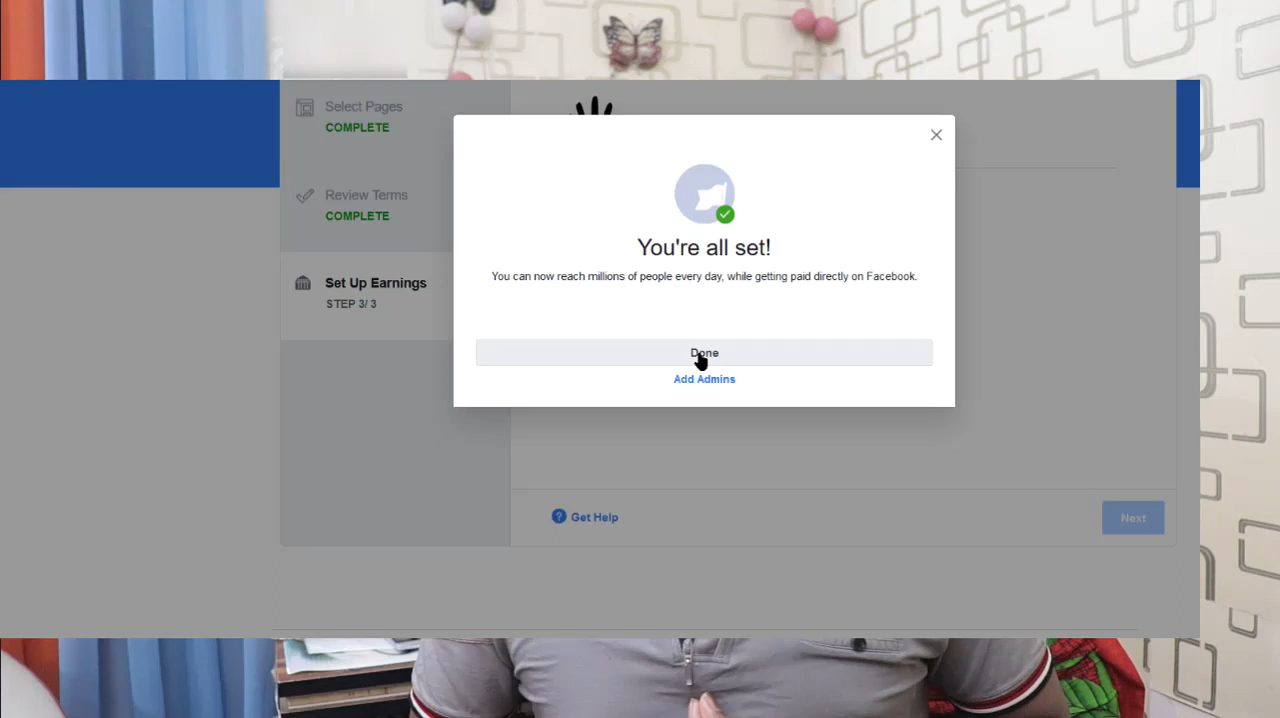 Select Pages
COMPLETE
Review Terms
COMPLETE
Set Up Earnings
STEP 3/ 3
You're all set!
You can now reach millions of people every day, while getting paid directly on Facebook.
Done
Add Admins
? Get Help
Next